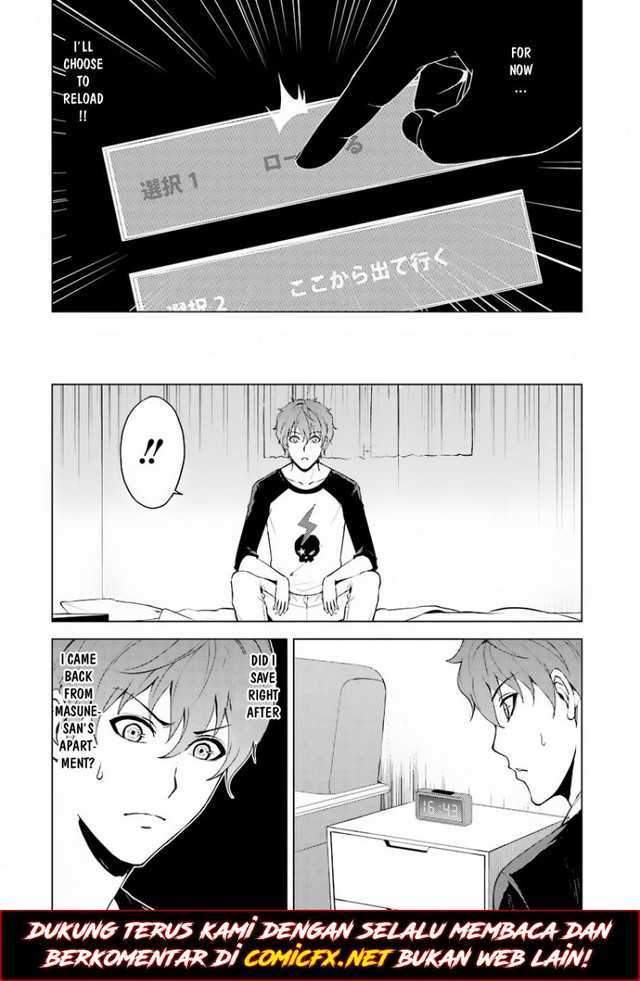 FOR
NOW
...
I'LL
CHOOSE
TO
RELOAD
!!
選択 1
ロー る
選択 2
ここから出て行く
!!
16:43
DID I
SAVE
RIGHT
AFTER
I CAME
BACK
FROM
MASUNE-
SAN'S
APART-
MENT?
DUKUNG TERUS KAMI DENGAN SELALU MEMBACA DAN
BERKOMENTAR DI COMICFX.NET BUKAN WEB LAIN!